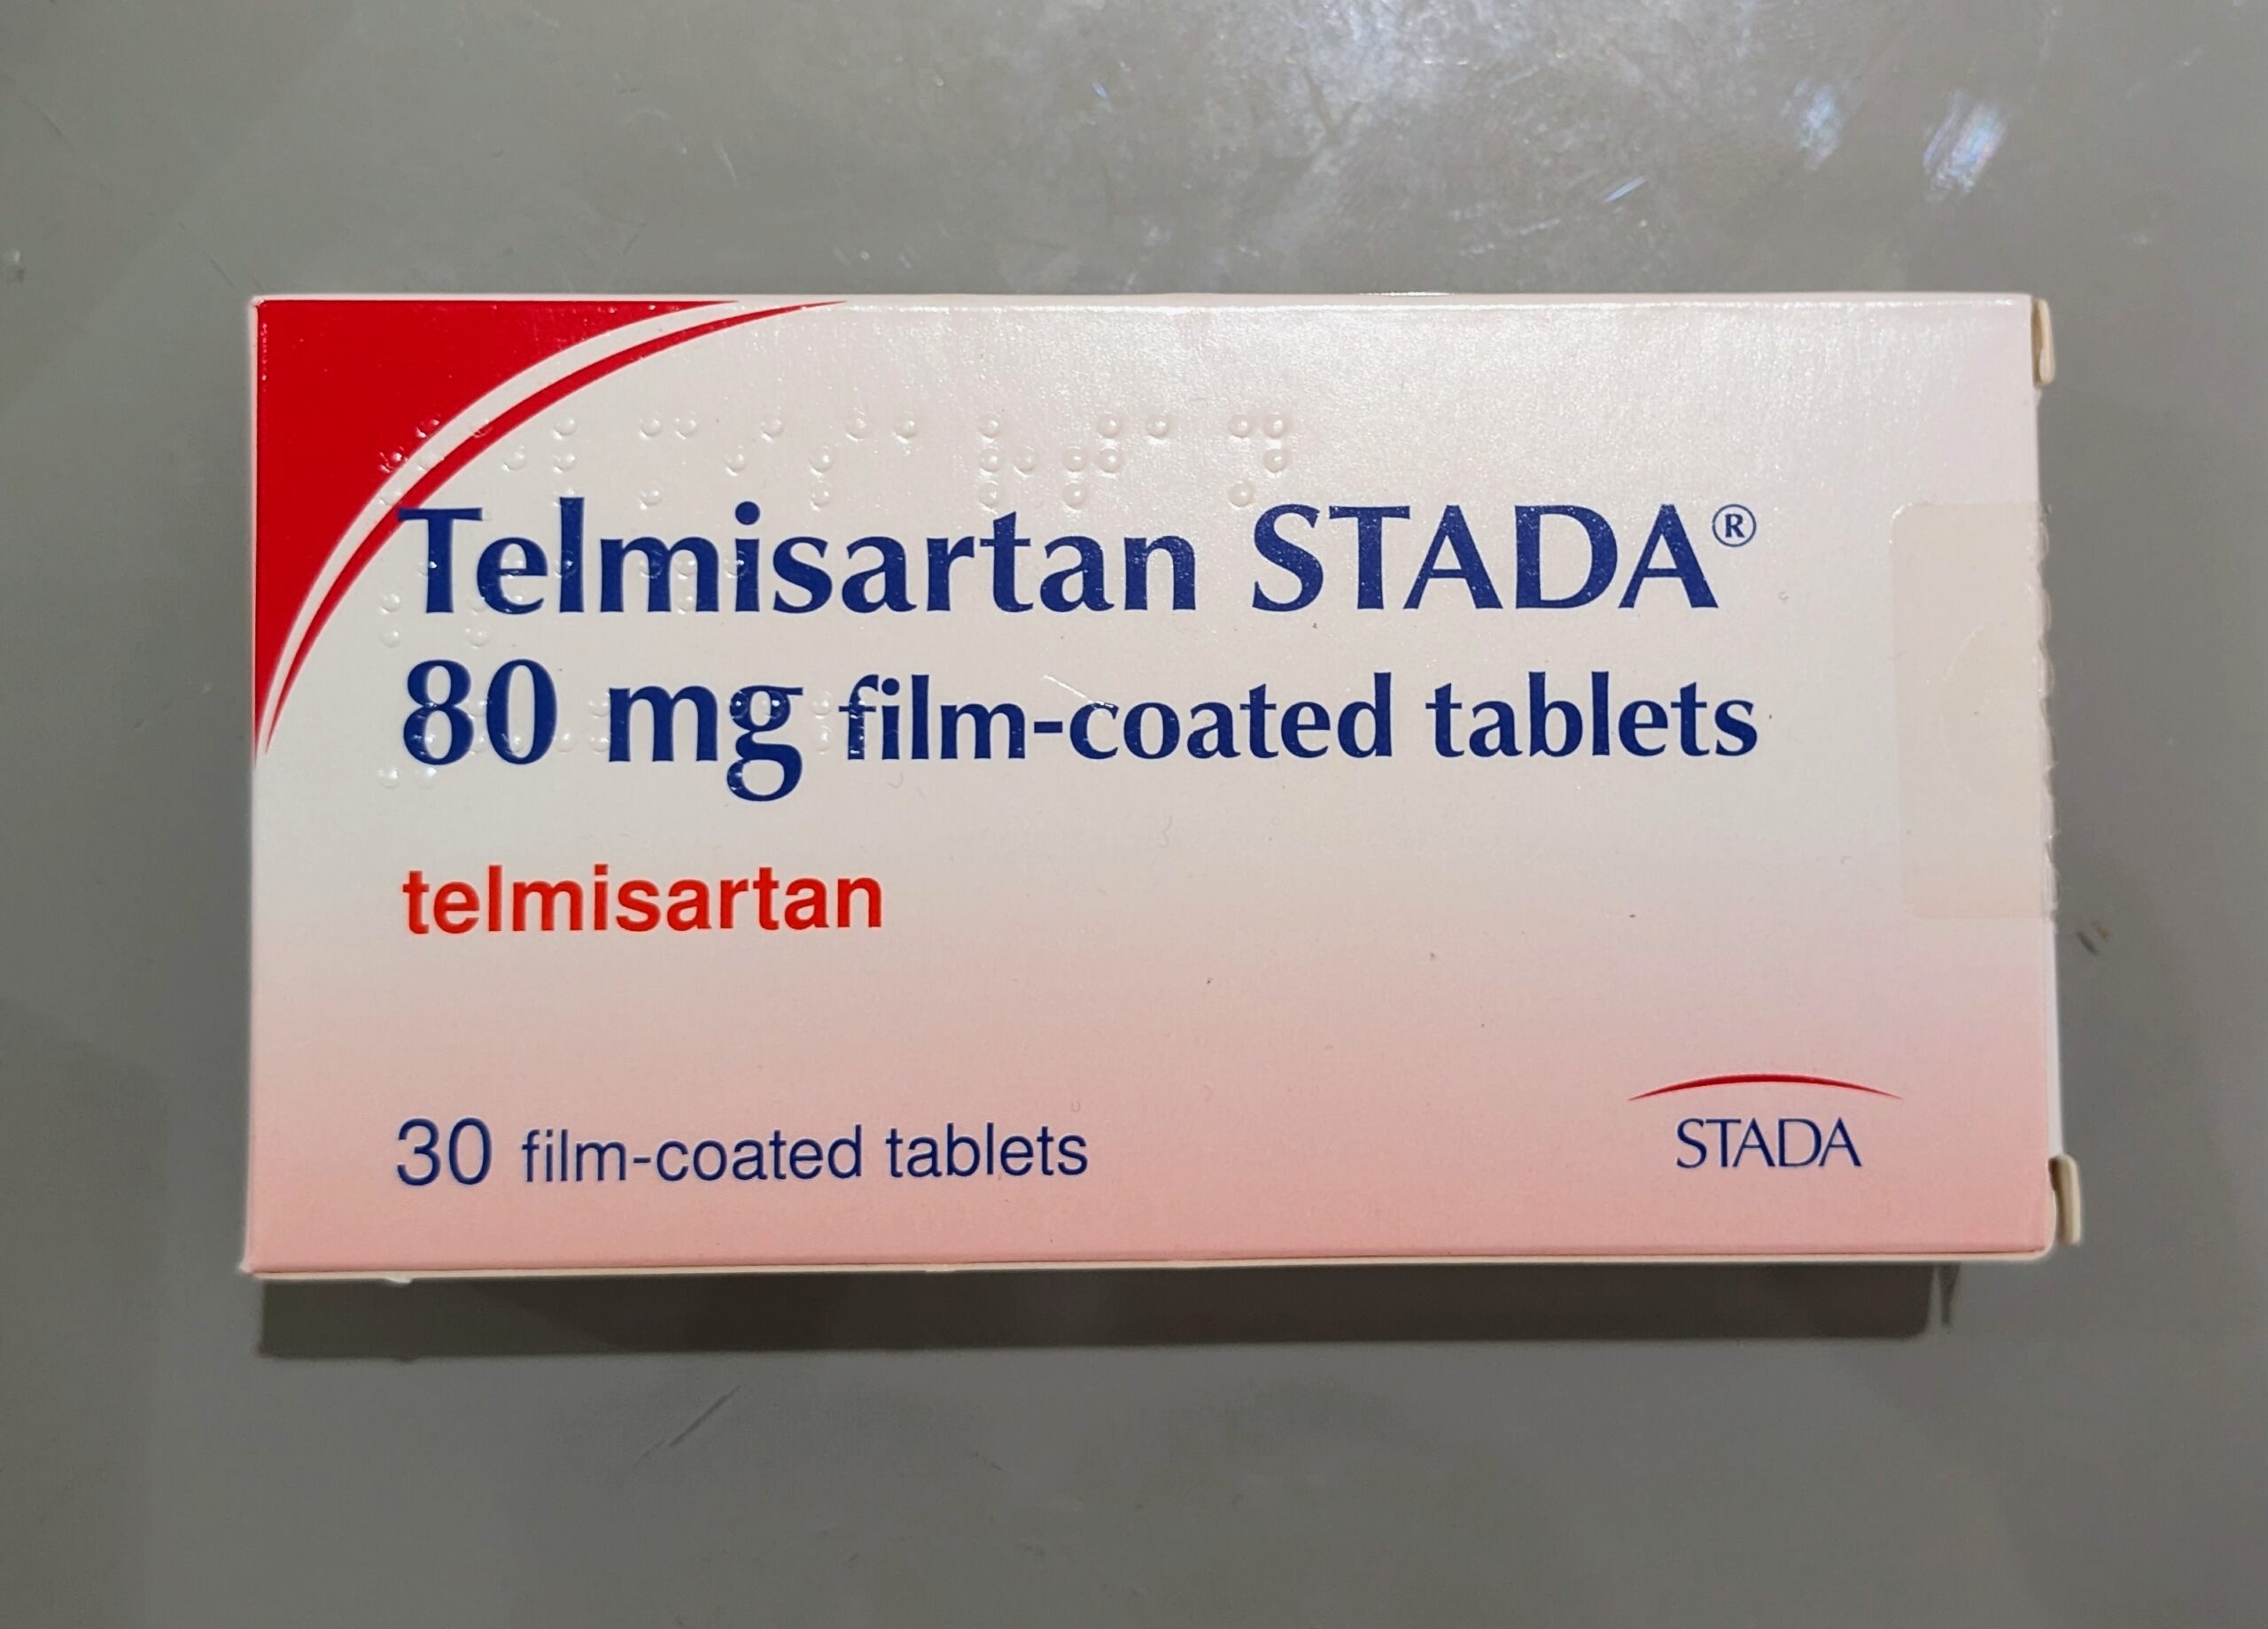 Telmisartan STADA®
80 mg film-coated tablets
telmisartan
30 film-coated tablets
STADA